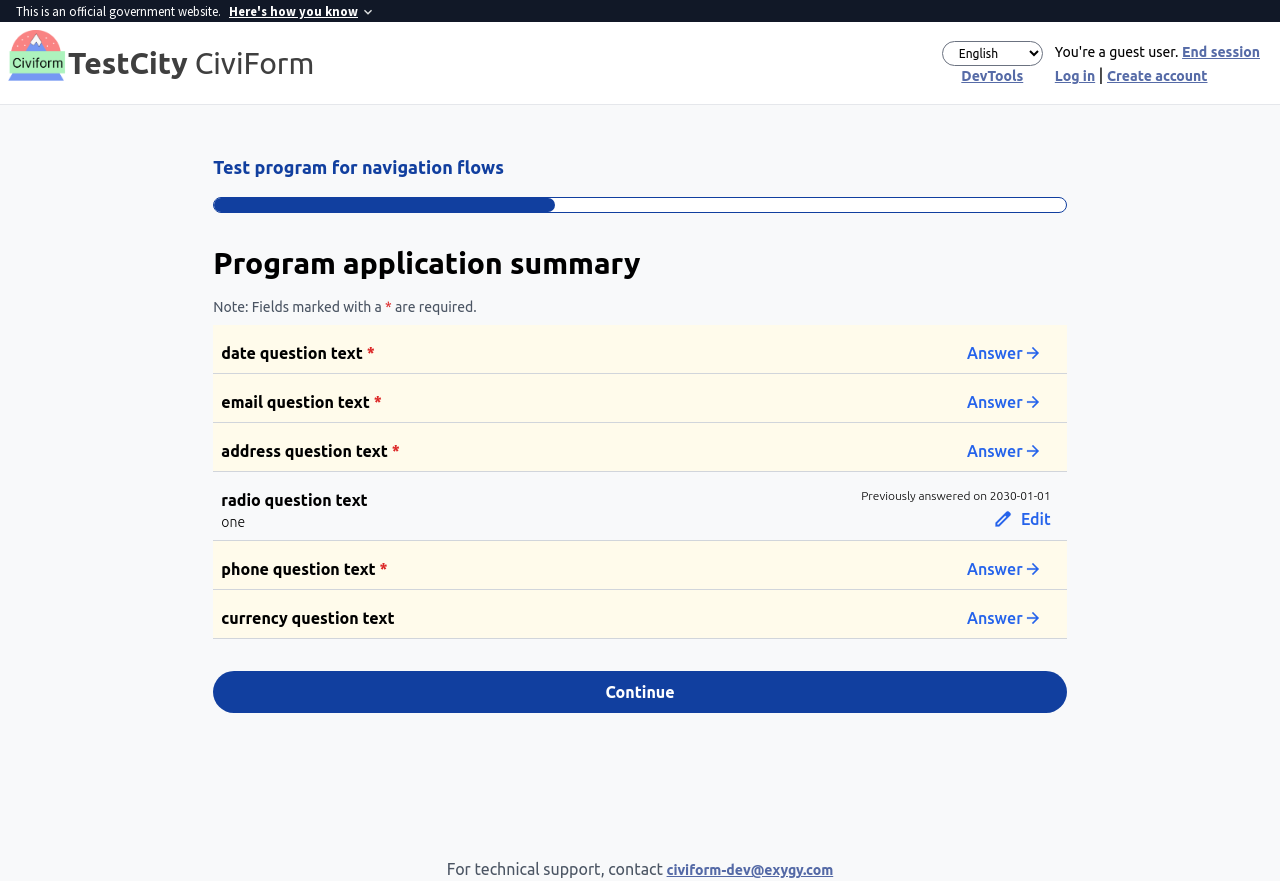 This is an official government website. Here's how you know
Civiform
TestCity CiviForm
English
You're a guest user. End session
DevTools
Log in | Create account
Test program for navigation flows
Program application summary
Note: Fields marked with a * are required.
date question text *
Answer
email question text *
Answer
address question text *
Answer
radio question text
Previously answered on 2030-01-01
one
Edit
phone question text *
Answer
currency question text
Answer
Continue
For technical support, contact civiform-dev@exygy.com